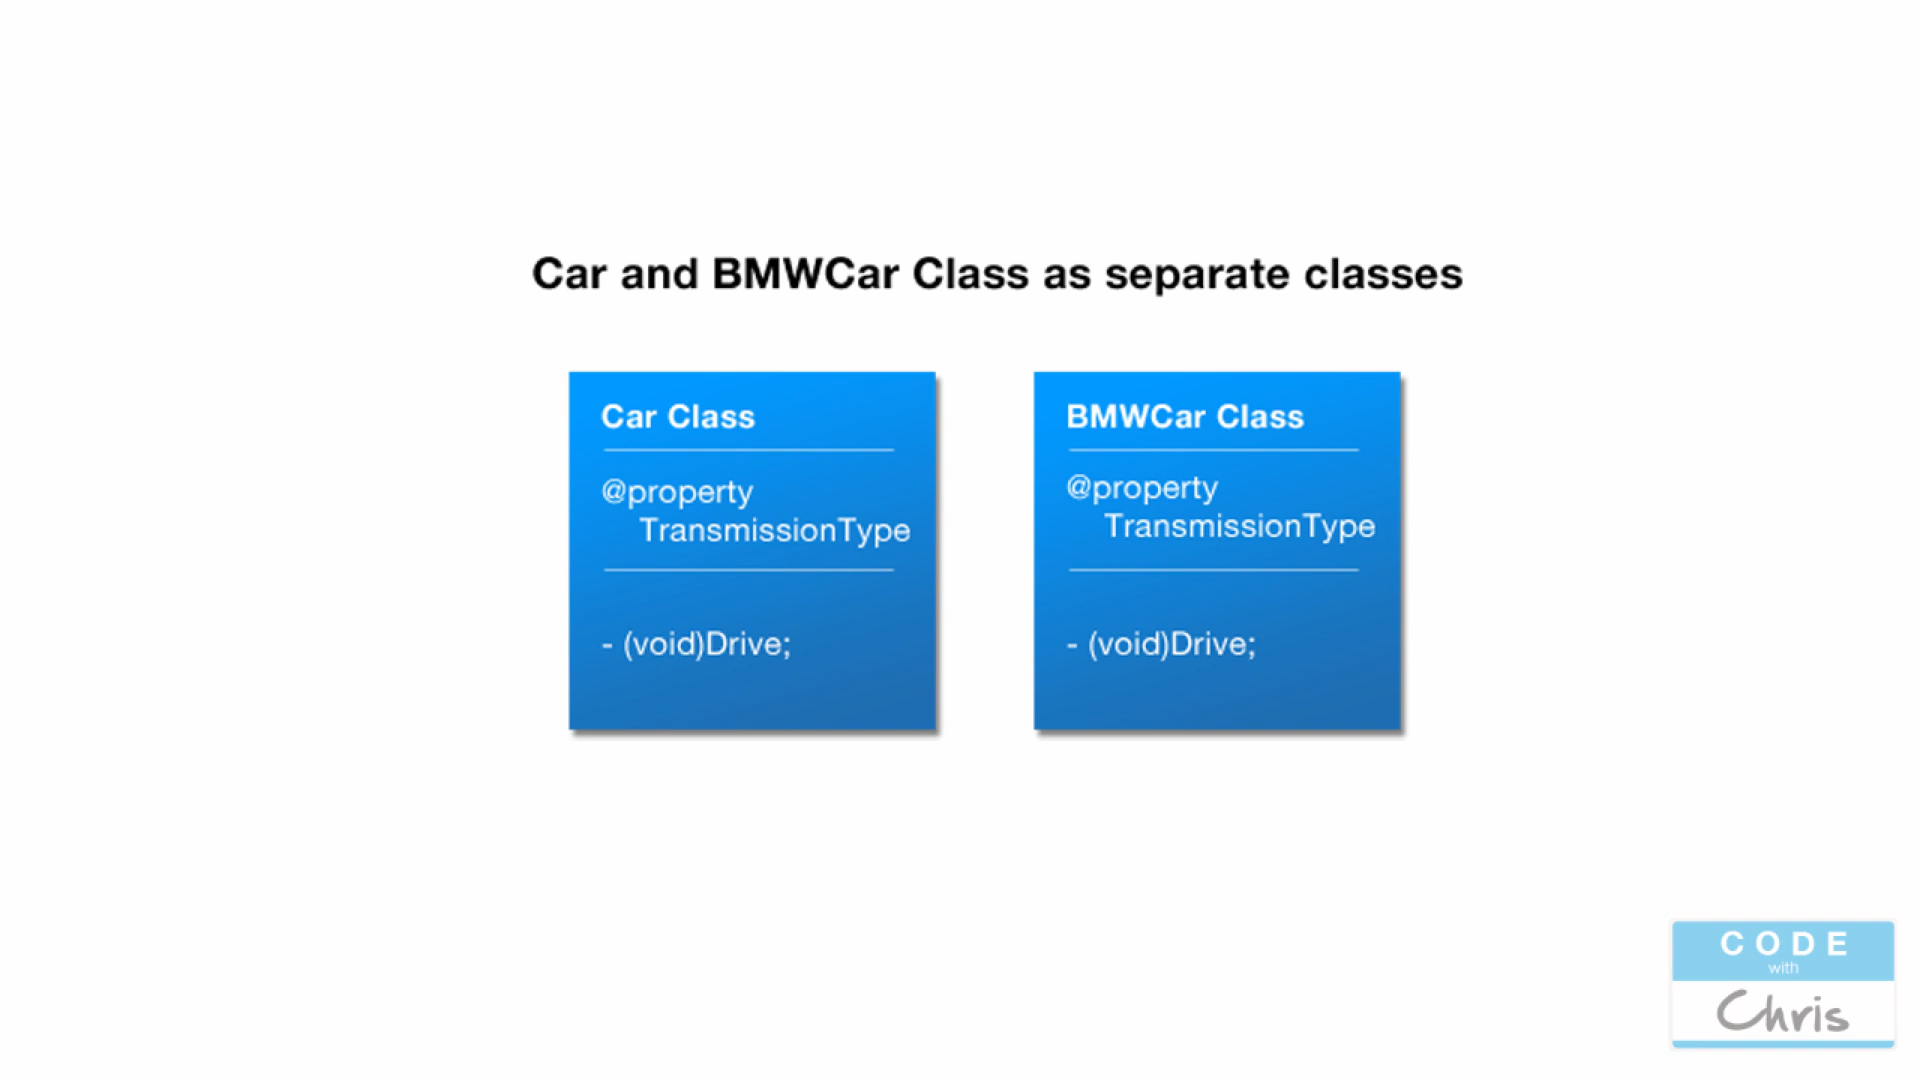 Car and BMWCar Class as separate classes
Car Class
@property
TransmissionType
- (void)Drive;
BMWCar Class
@property
TransmissionType
- (void)Drive;
CODE
with
Chris